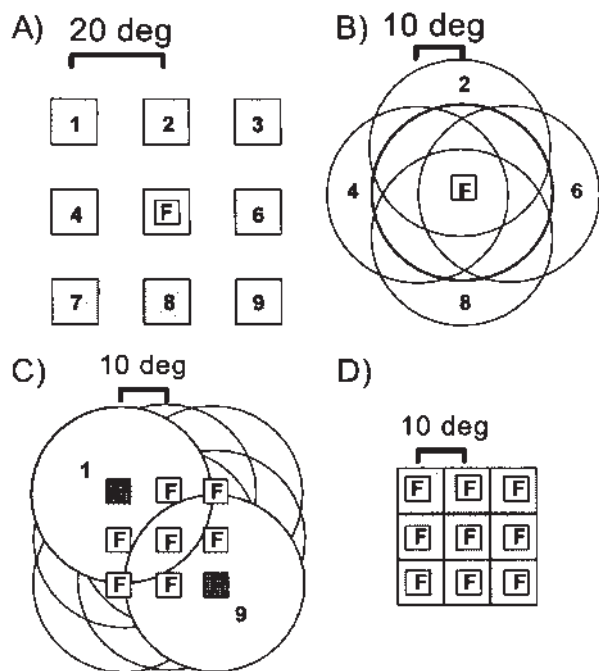 A) 20 deg
1 2 3
4 F 6
7 8 9
B) 10 deg
2
4 F 6
8
C) 10 deg
1
F F
F F F
F F
9
D)
10 deg
F F F
F F F
F F F